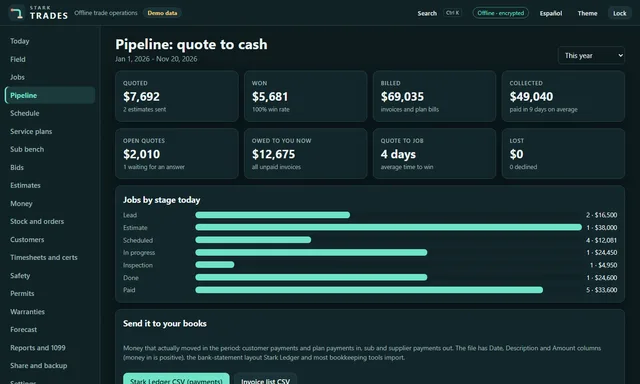 STARK
TRADES
Offline trade operations
Demo data
Search
Ctrl K
Offline · encrypted
Español
Theme
Lock
Today
Field
Jobs
Pipeline
Schedule
Service plans
Sub bench
Bids
Estimates
Money
Stock and orders
Customers
Timesheets and certs
Safety
Permits
Warranties
Forecast
Reports and 1099
Share and backup
Settings
Pipeline: quote to cash
Jan 1, 2026 - Nov 20, 2026
This year
QUOTED
$7,692
2 estimates sent
WON
$5,681
100% win rate
BILLED
$69,035
invoices and plan bills
COLLECTED
$49,040
paid in 9 days on average
OPEN QUOTES
$2,010
1 waiting for an answer
OWED TO YOU NOW
$12,675
all unpaid invoices
QUOTE TO JOB
4 days
average time to win
LOST
$0
0 declined
Jobs by stage today
Lead 2 · $16,500
Estimate 1 · $38,000
Scheduled 4 · $12,081
In progress 1 · $24,450
Inspection 1 · $4,950
Done 1 · $24,600
Paid 5 · $33,600
Send it to your books
Money that actually moved in the period: customer payments and plan payments in, sub and supplier payments out. The file has Date, Description and Amount columns
(money in is positive), the bank-statement layout Stark Ledger and most bookkeeping tools import.
Stark Ledger CSV (payments)
Invoice list CSV